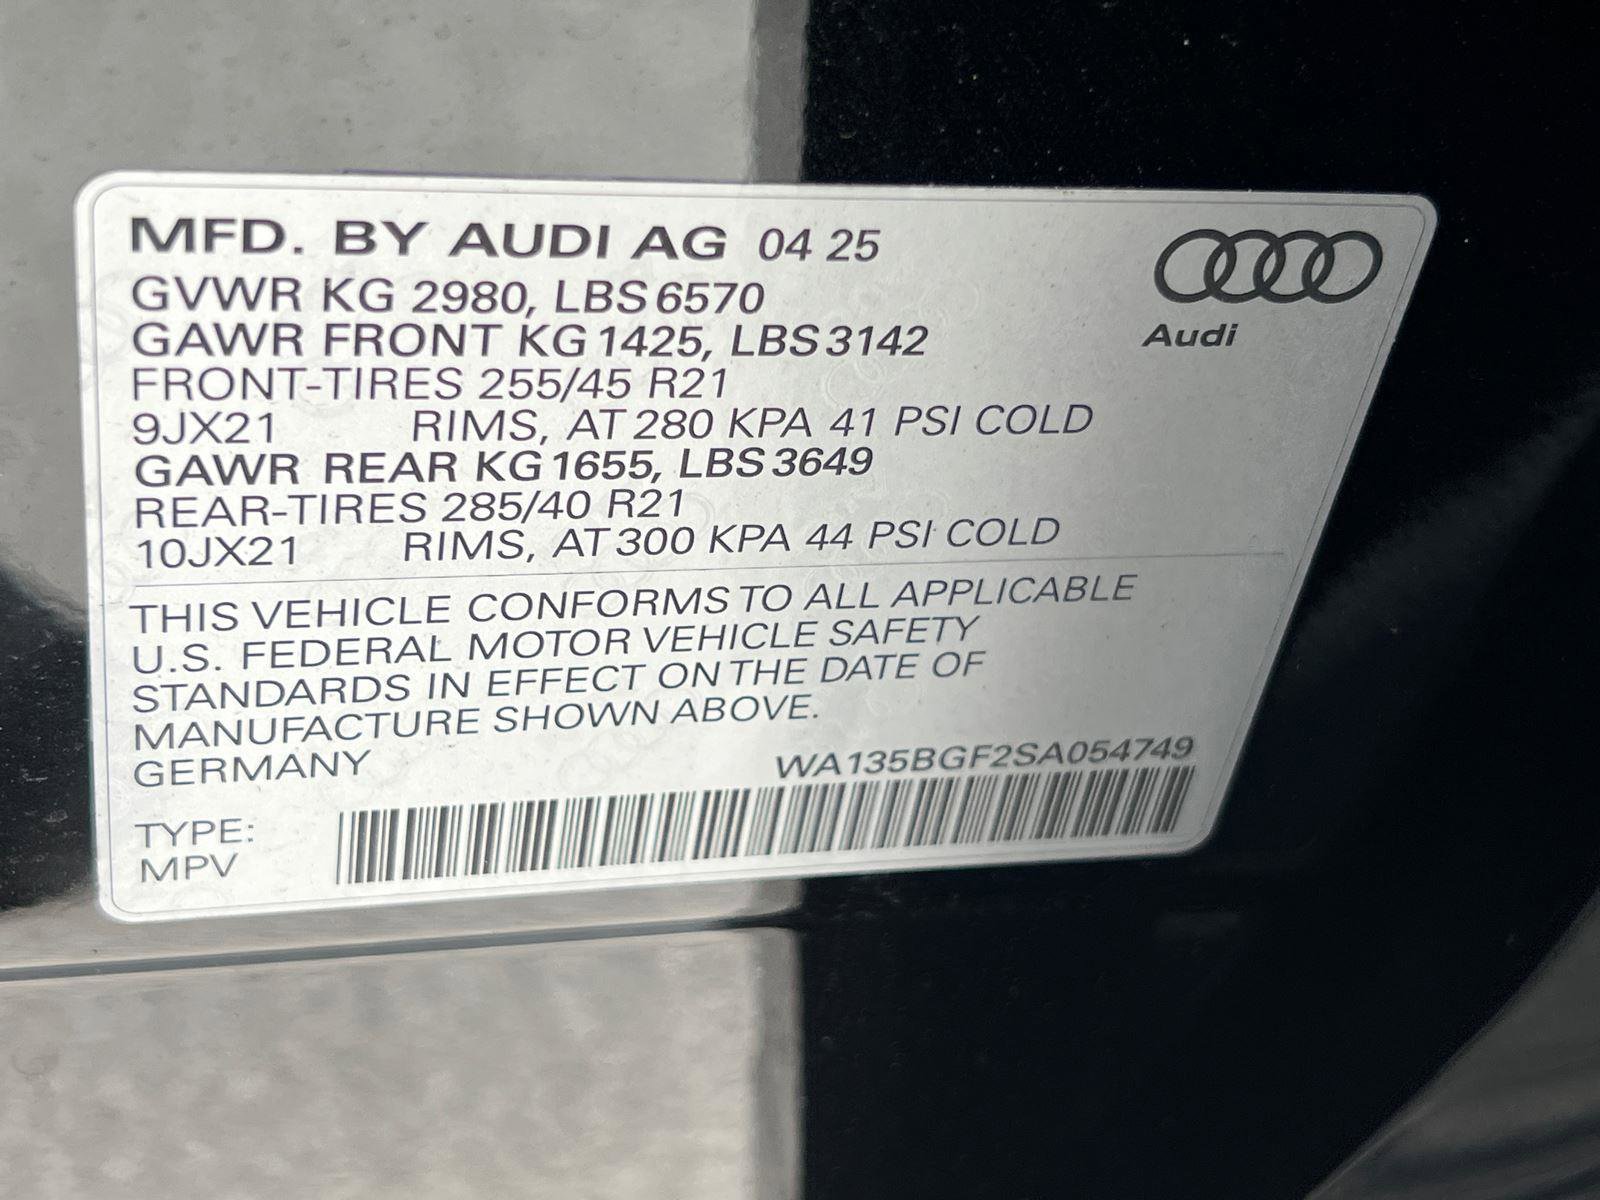 MFD. BY AUDI AG 04 25
GVWR KG 2980, LBS 6570
GAWR FRONT KG 1425, LBS 3142
FRONT-TIRES 255/45 R21
9JX21 RIMS, AT 280 KPA 41 PSI COLD
GAWR REAR KG 1655, LBS 3649
REAR-TIRES 285/40 R21
10JX21 RIMS, AT 300 KPA 44 PSI COLD
Audi
THIS VEHICLE CONFORMS TO ALL APPLICABLE
U.S. FEDERAL MOTOR VEHICLE SAFETY
STANDARDS IN EFFECT ON THE DATE OF
MANUFACTURE SHOWN ABOVE.
GERMANY
WA135BGF2SA054749
TYPE:
MPV